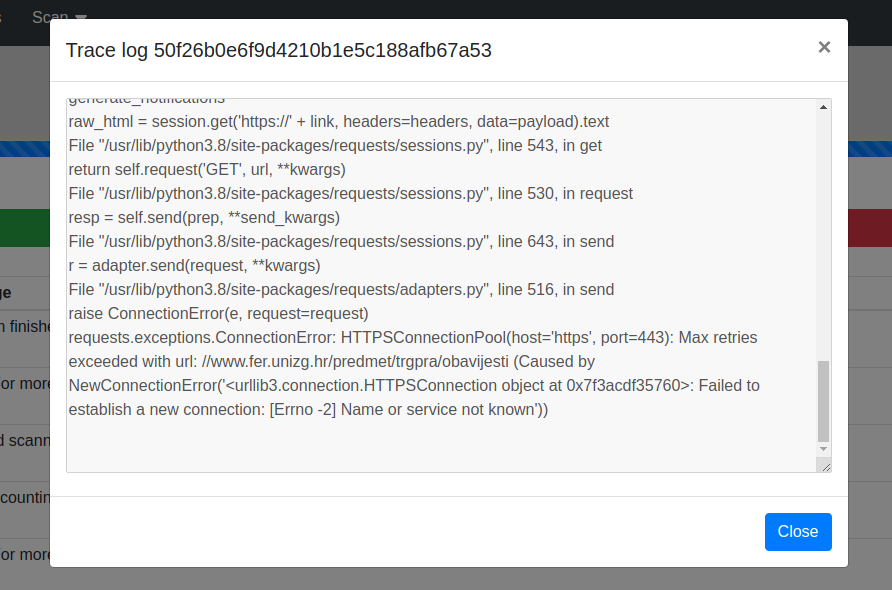 Scan
Trace log 50f26b0e6f9d4210b1e5c188afb67a53
×
generate_notifications
raw_html = session.get('https://' + link, headers=headers, data=payload).text
File "/usr/lib/python3.8/site-packages/requests/sessions.py", line 543, in get
return self.request('GET', url, **kwargs)
File "/usr/lib/python3.8/site-packages/requests/sessions.py", line 530, in request
resp = self.send(prep, **send_kwargs)
File "/usr/lib/python3.8/site-packages/requests/sessions.py", line 643, in send
r = adapter.send(request, **kwargs)
File "/usr/lib/python3.8/site-packages/requests/adapters.py", line 516, in send
raise ConnectionError(e, request=request)
requests.exceptions.ConnectionError: HTTPSConnectionPool(host='https', port=443): Max retries
exceeded with url: //www.fer.unizg.hr/predmet/trgpra/obavijesti (Caused by
NewConnectionError('<urllib3.connection.HTTPSConnection object at 0x7f3acdf35760>: Failed to
establish a new connection: [Errno -2] Name or service not known'))
ge
n finishe
or more
d scann
counting
or more
Close